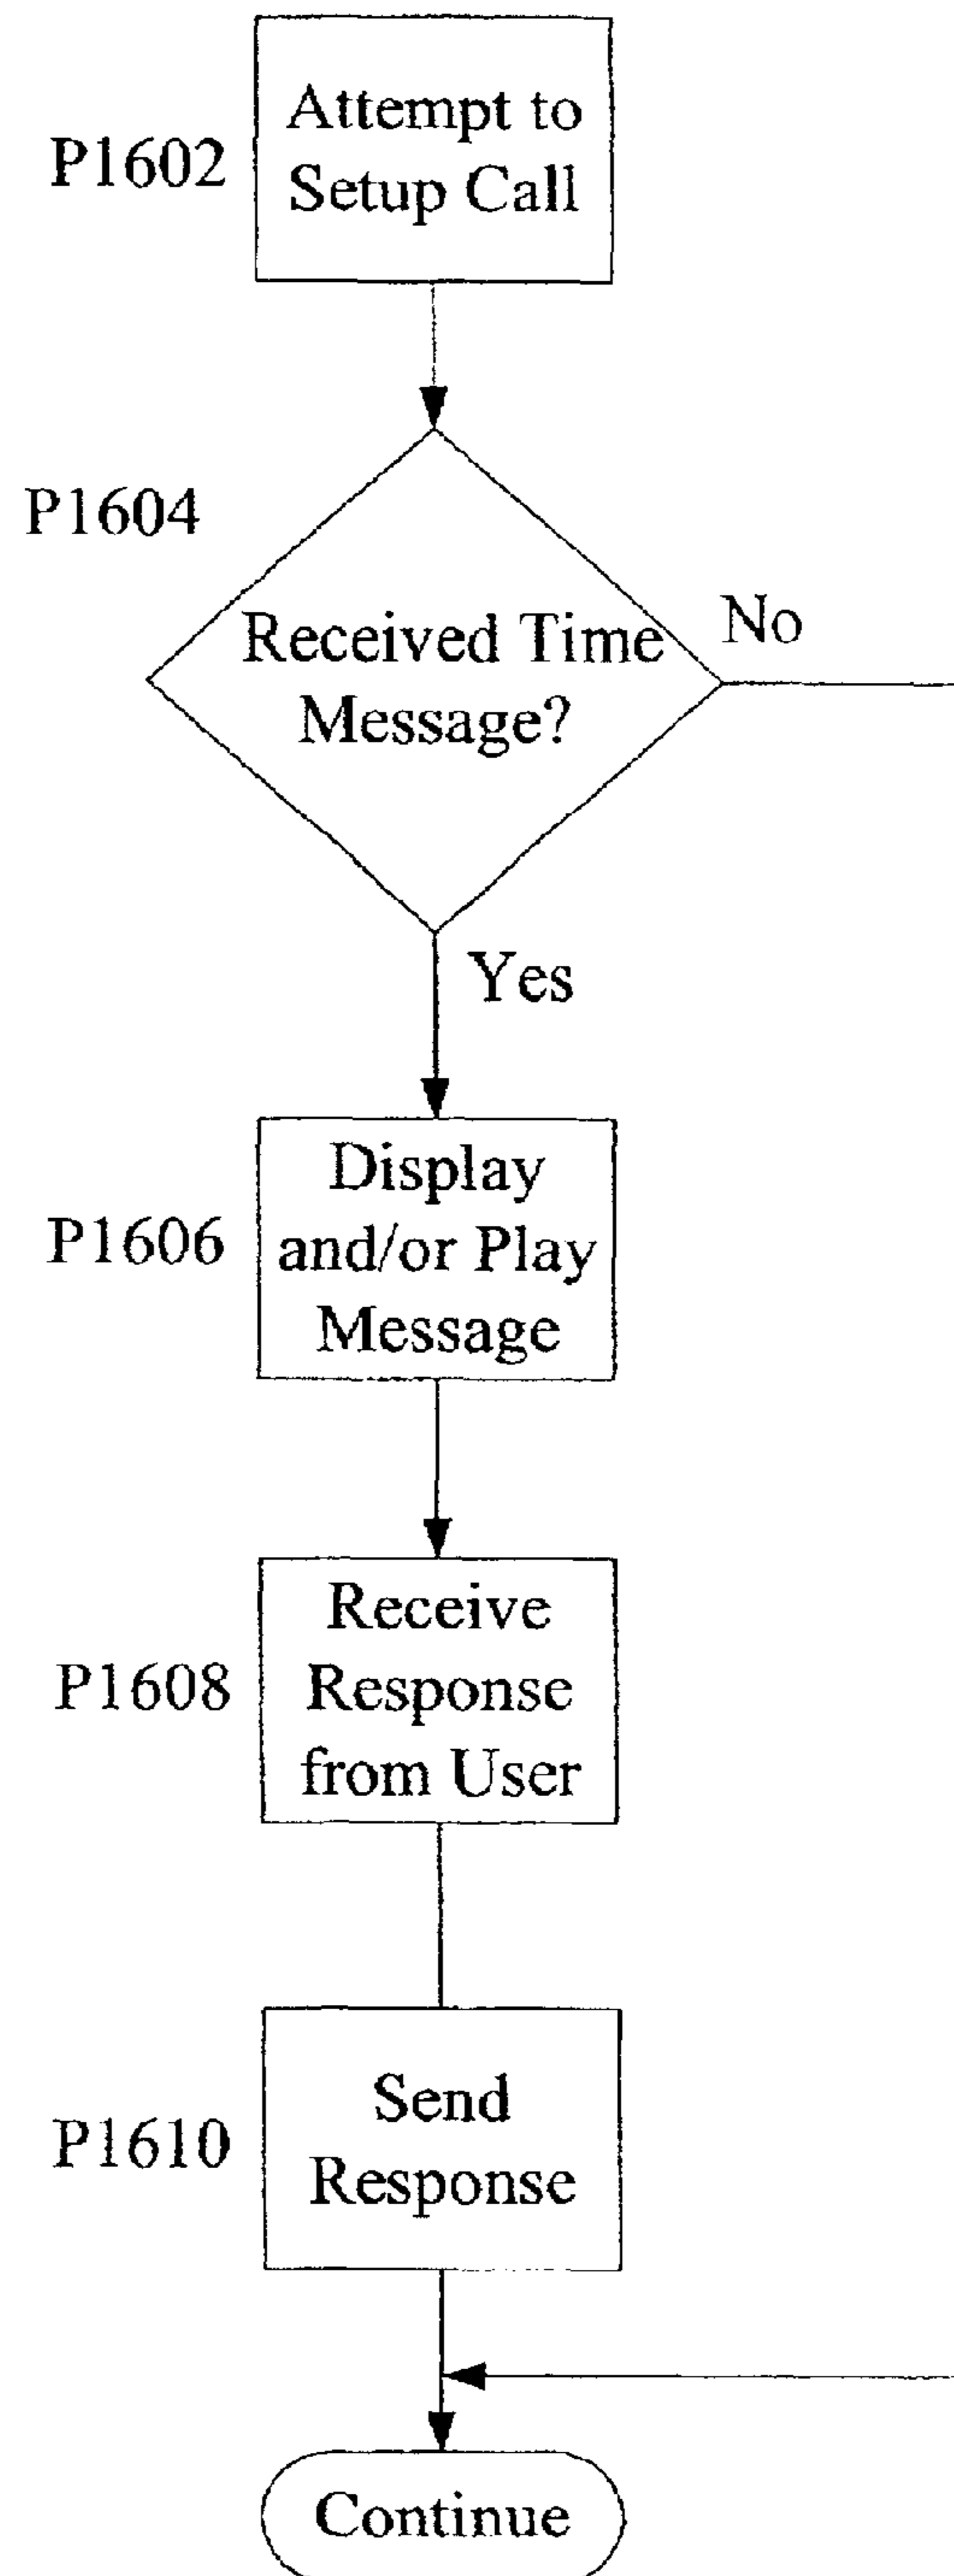 P1602
Attempt to
Setup Call
P1604
Received Time
Message?
No
Yes
P1606
Display
and/or Play
Message
P1608
Receive
Response
from User
P1610
Send
Response
Continue